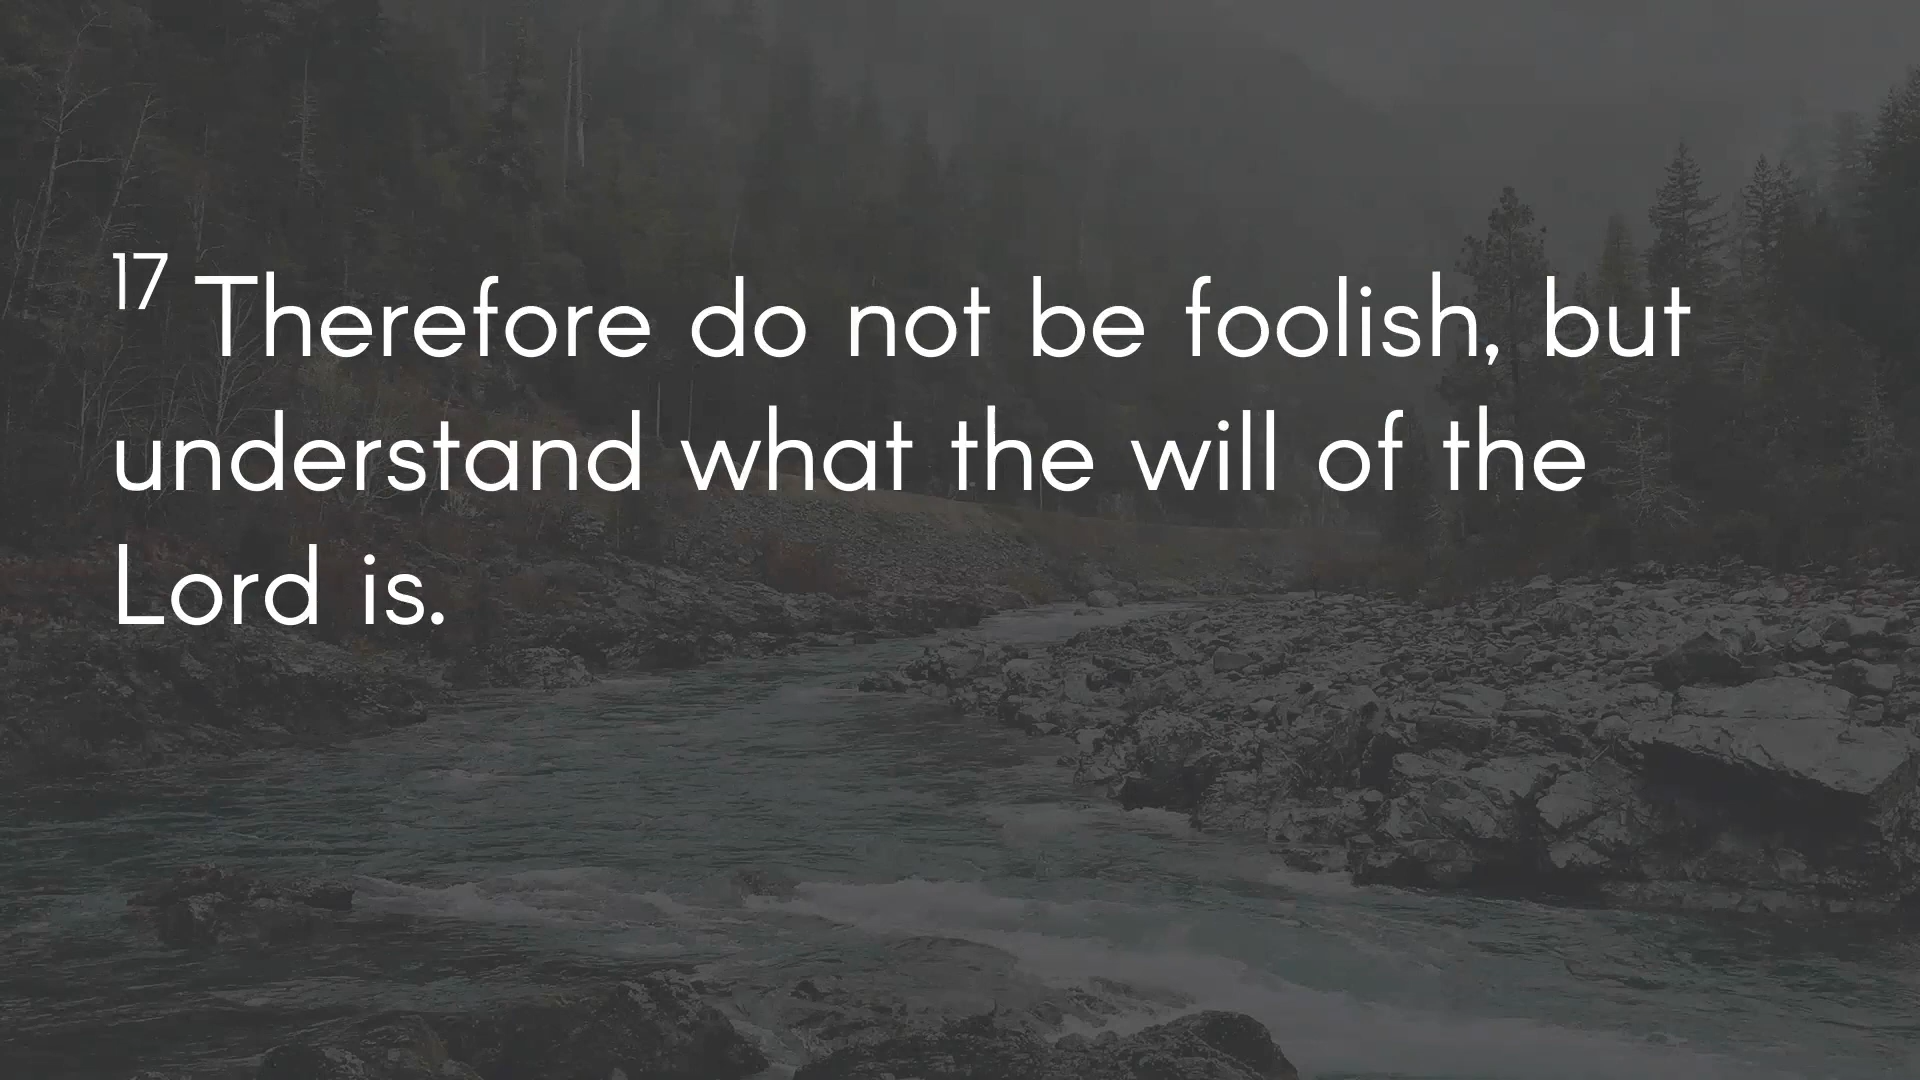 17 Therefore do not be foolish, but
understand what the will of the
Lord is.